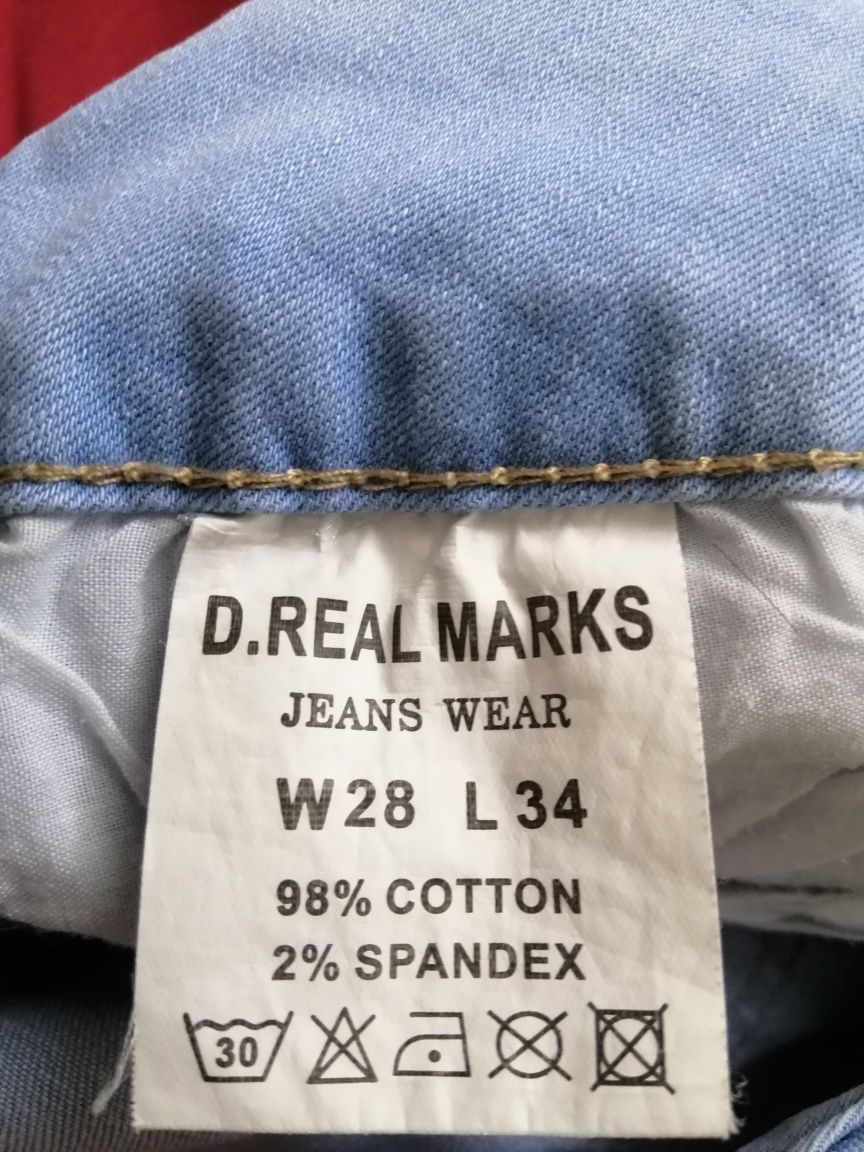 D.REAL MARKS
JEANS WEAR
W28 L34
98% COTTON
2% SPANDEX
30